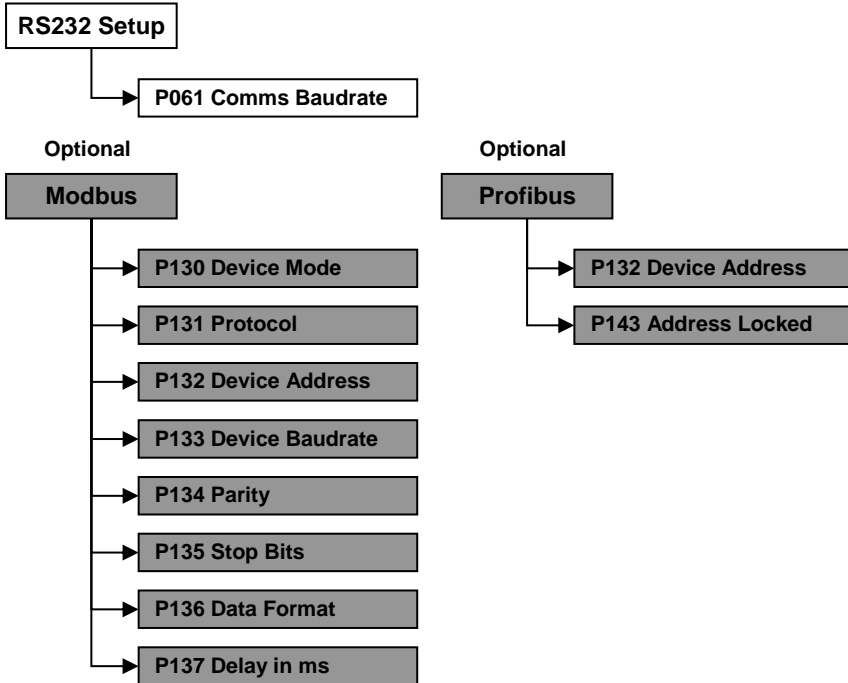 RS232 Setup
P061 Comms Baudrate
Optional
Modbus
P130 Device Mode
P131 Protocol
P132 Device Address
P133 Device Baudrate
P134 Parity
P135 Stop Bits
P136 Data Format
P137 Delay in ms
Optional
Profibus
P132 Device Address
P143 Address Locked